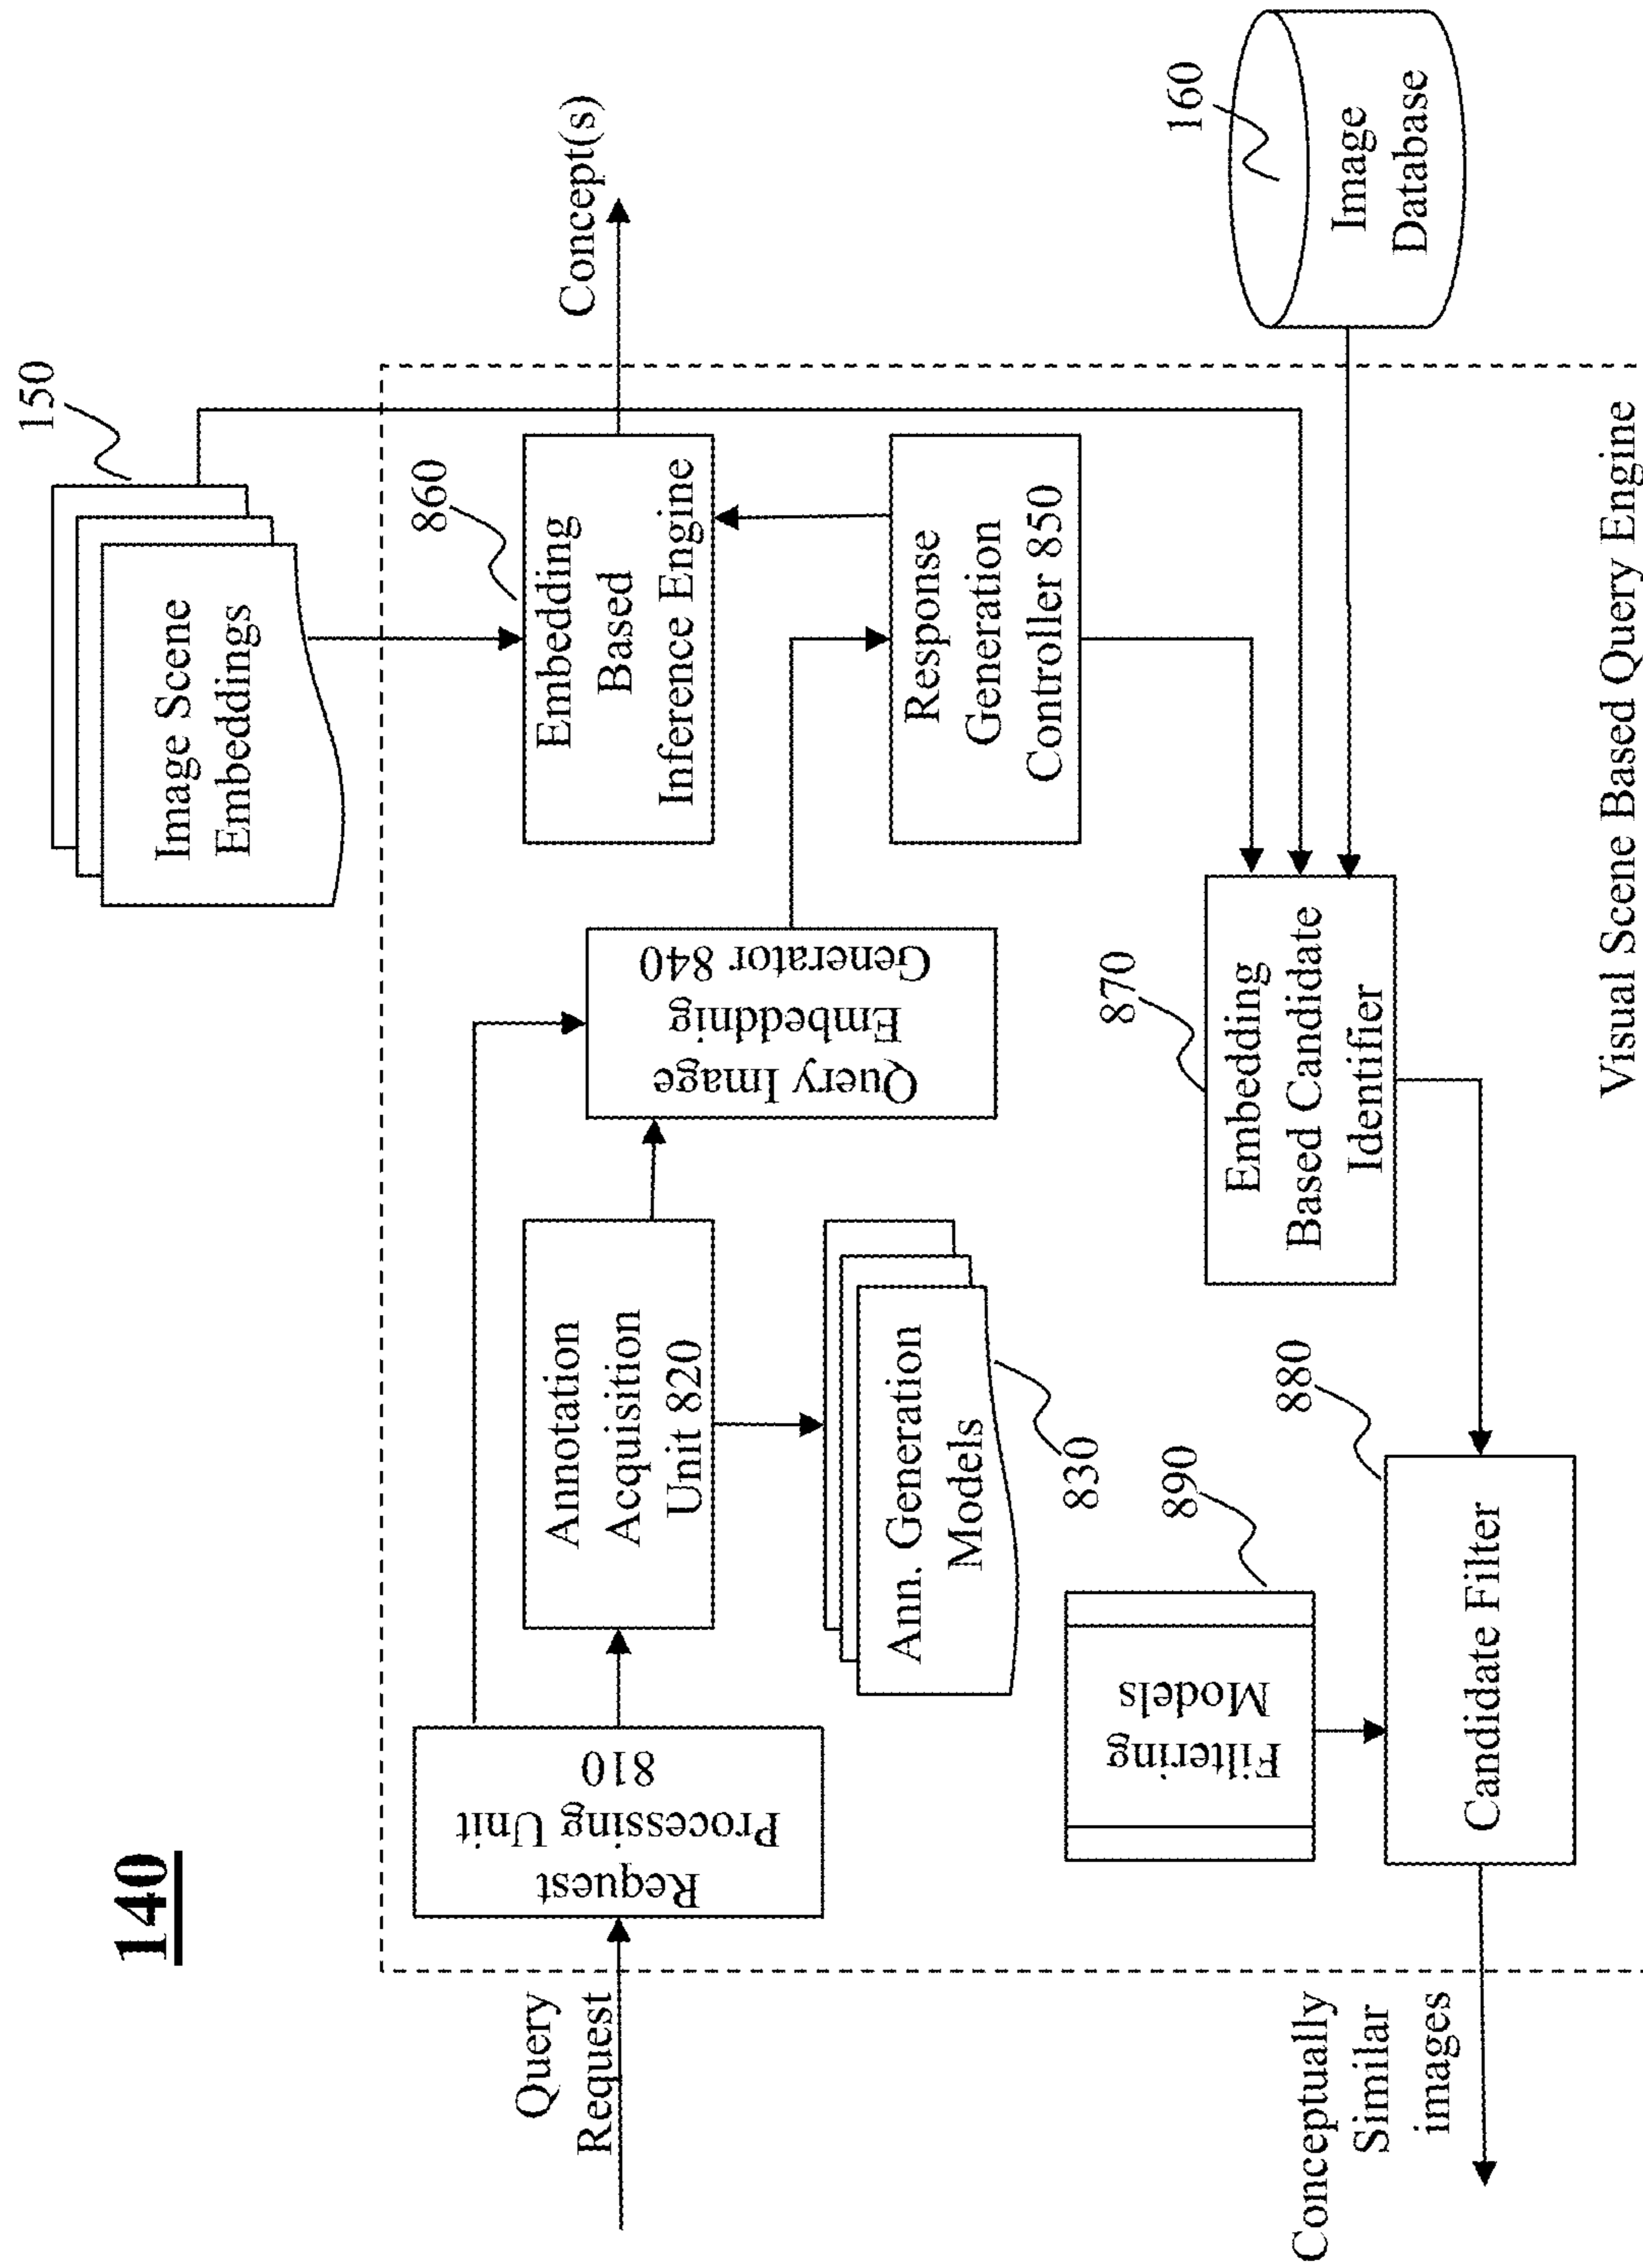 140
150
Image Scene
Embeddings
Concept(s)
860
Embedding
Based
Inference Engine
Query
Request
Request
Processing Unit
810
Annotation
Acquisition
Unit 820
Query Image
Embeddnig
Generator 840
Response
Generation
Controller 850
Ann. Generation
Models
830
870
Embedding
Based Candidate
Identifier
160
Image
Database
890
Filtering
Models
880
Candidate Filter
Conceptually
Similar
images
Visual Scene Based Query Engine